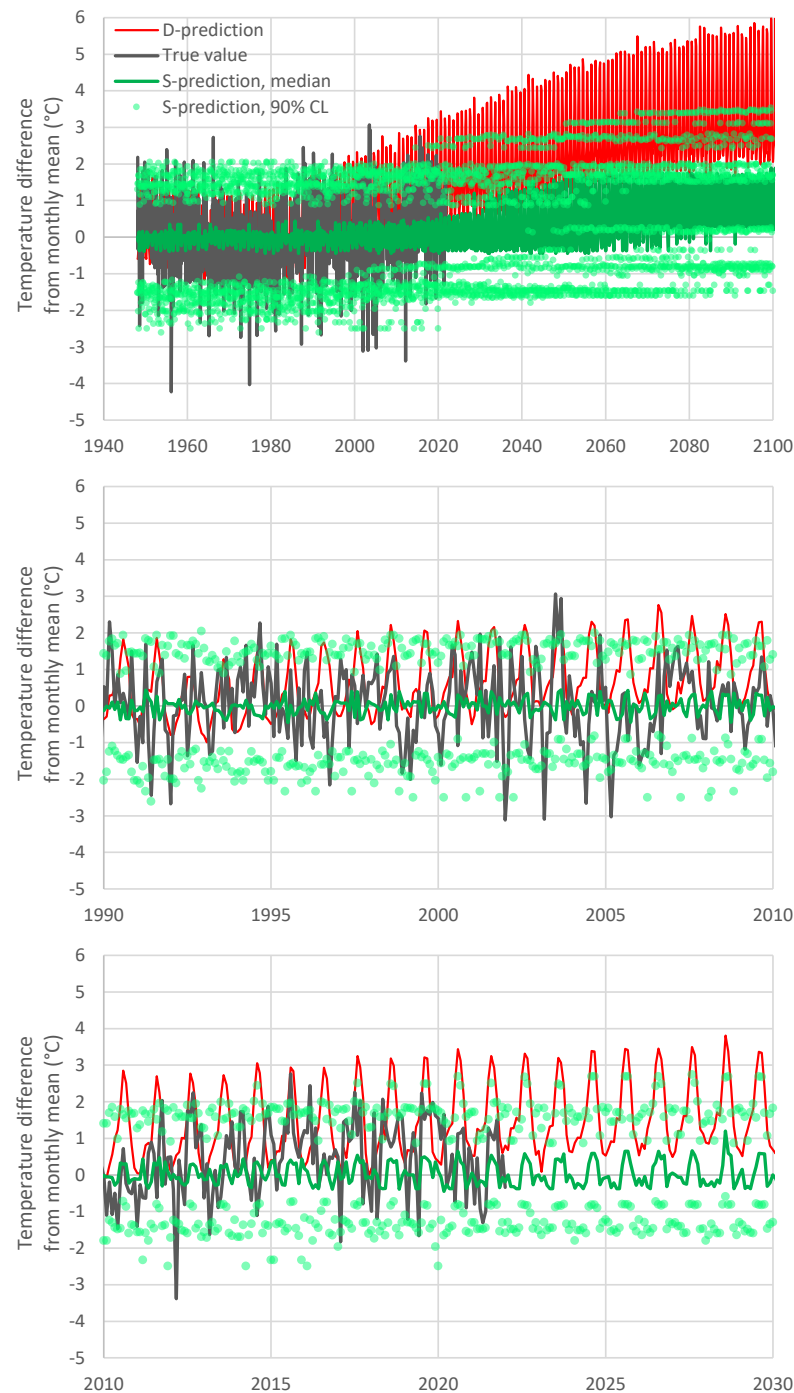 6
5
4
3
2
1
0
-1
-2
-3
-4
-5
Temperature difference
from monthly mean (°C)
D-prediction
True value
S-prediction, median
S-prediction, 90% CL
1940 1960 1980 2000 2020 2040 2060 2080 2100
6
5
4
3
2
1
0
-1
-2
-3
-4
-5
Temperature difference
from monthly mean (°C)
1990 1995 2000 2005 2010
6
5
4
3
2
1
0
-1
-2
-3
-4
-5
Temperature difference
from monthly mean (°C)
2010 2015 2020 2025 2030